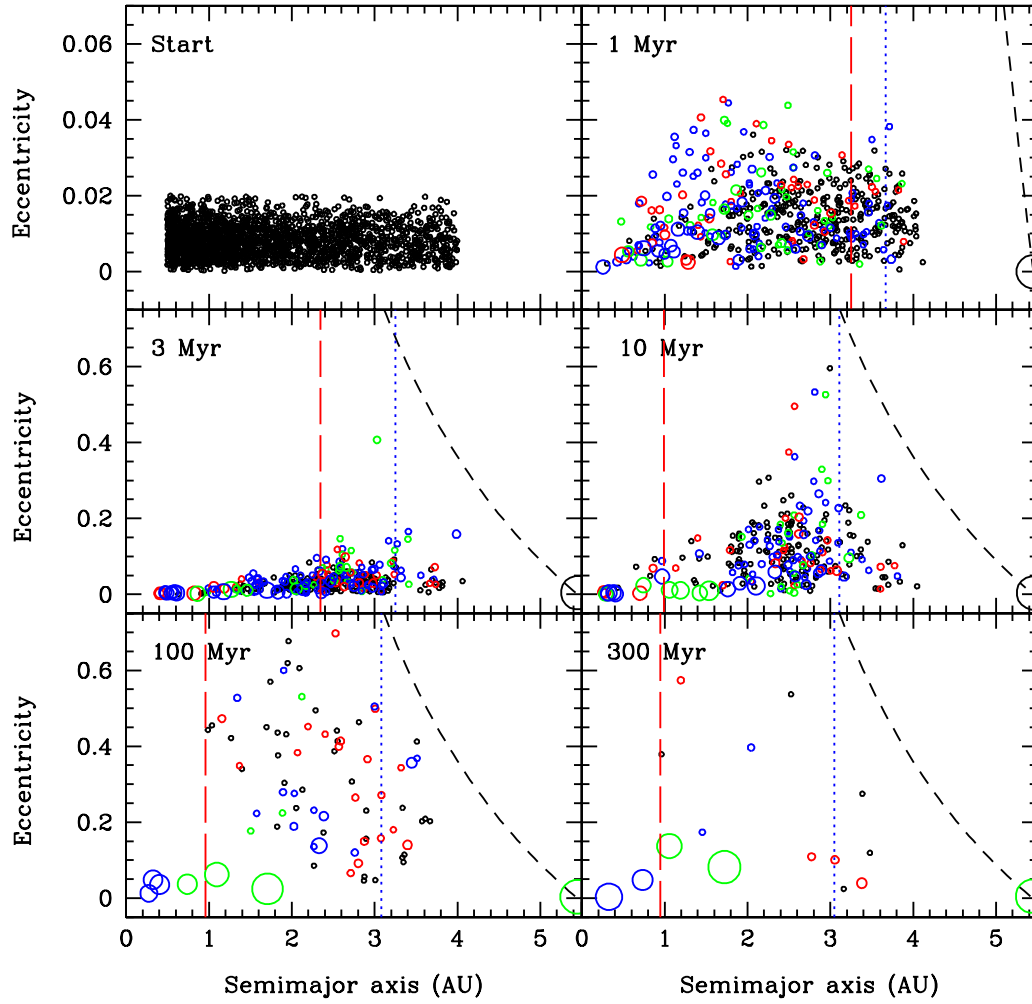 Start
1 Myr
0.06
0.04
0.02
0
Eccentricity
3 Myr
10 Myr
0.6
0.4
0.2
0
Eccentricity
100 Myr
300 Myr
0.6
0.4
0.2
0
Eccentricity
0 1 2 3 4 5 0 1 2 3 4 5
Semimajor axis (AU) Semimajor axis (AU)